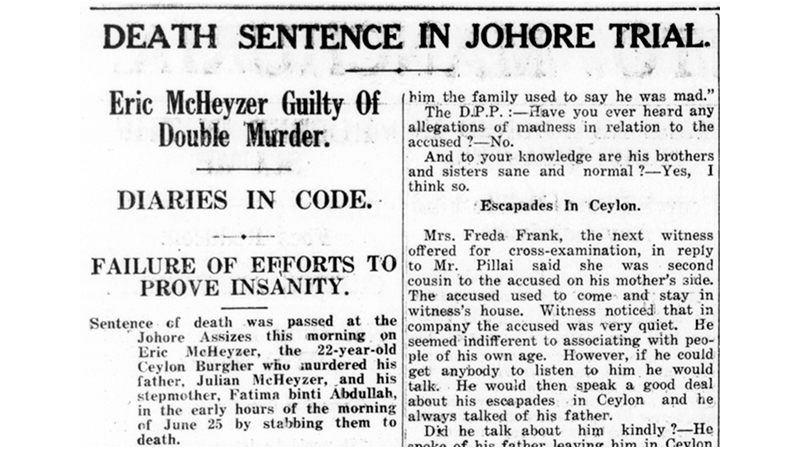 DEATH SENTENCE IN JOHORE TRIAL.
Eric McHeyzer Guilty Of
Double Murder.
DIARIES IN CODE.
FAILURE OF EFFORTS TO
PROVE INSANITY.
Sentence of death was passed at the
Johore Assizes this morning on
Eric McHeyzer, the 22-year-old
Ceylon Burgher who murdered his
father, Julian McHeyzer, and his
stepmother, Fatima binti Abdullah,
in the early hours of the morning
of June 25 by stabbing them to
death.
him the family used to say he was mad."
The D.P.P. :—Have you ever heard any
allegations of madness in relation to the
accused ?—No.
And to your knowledge are his brothers
and sisters sane and normal ?—Yes, I
think so.
Escapades In Ceylon.
Mrs. Freda Frank, the next witness
offered for cross-examination, in reply
to Mr. Pillai said she was second
cousin to the accused on his mother's side.
The accused used to come and stay in
witness's house. Witness noticed that in
company the accused was very quiet. He
seemed indifferent to associating with peo-
ple of his own age. However, if he could
get anybody to listen to him he would
talk. He would then speak a good deal
about his escapades in Ceylon and he
always talked of his father.
Did he talk about him kindly ?—He
spoke of his father leaving him in Ceylon